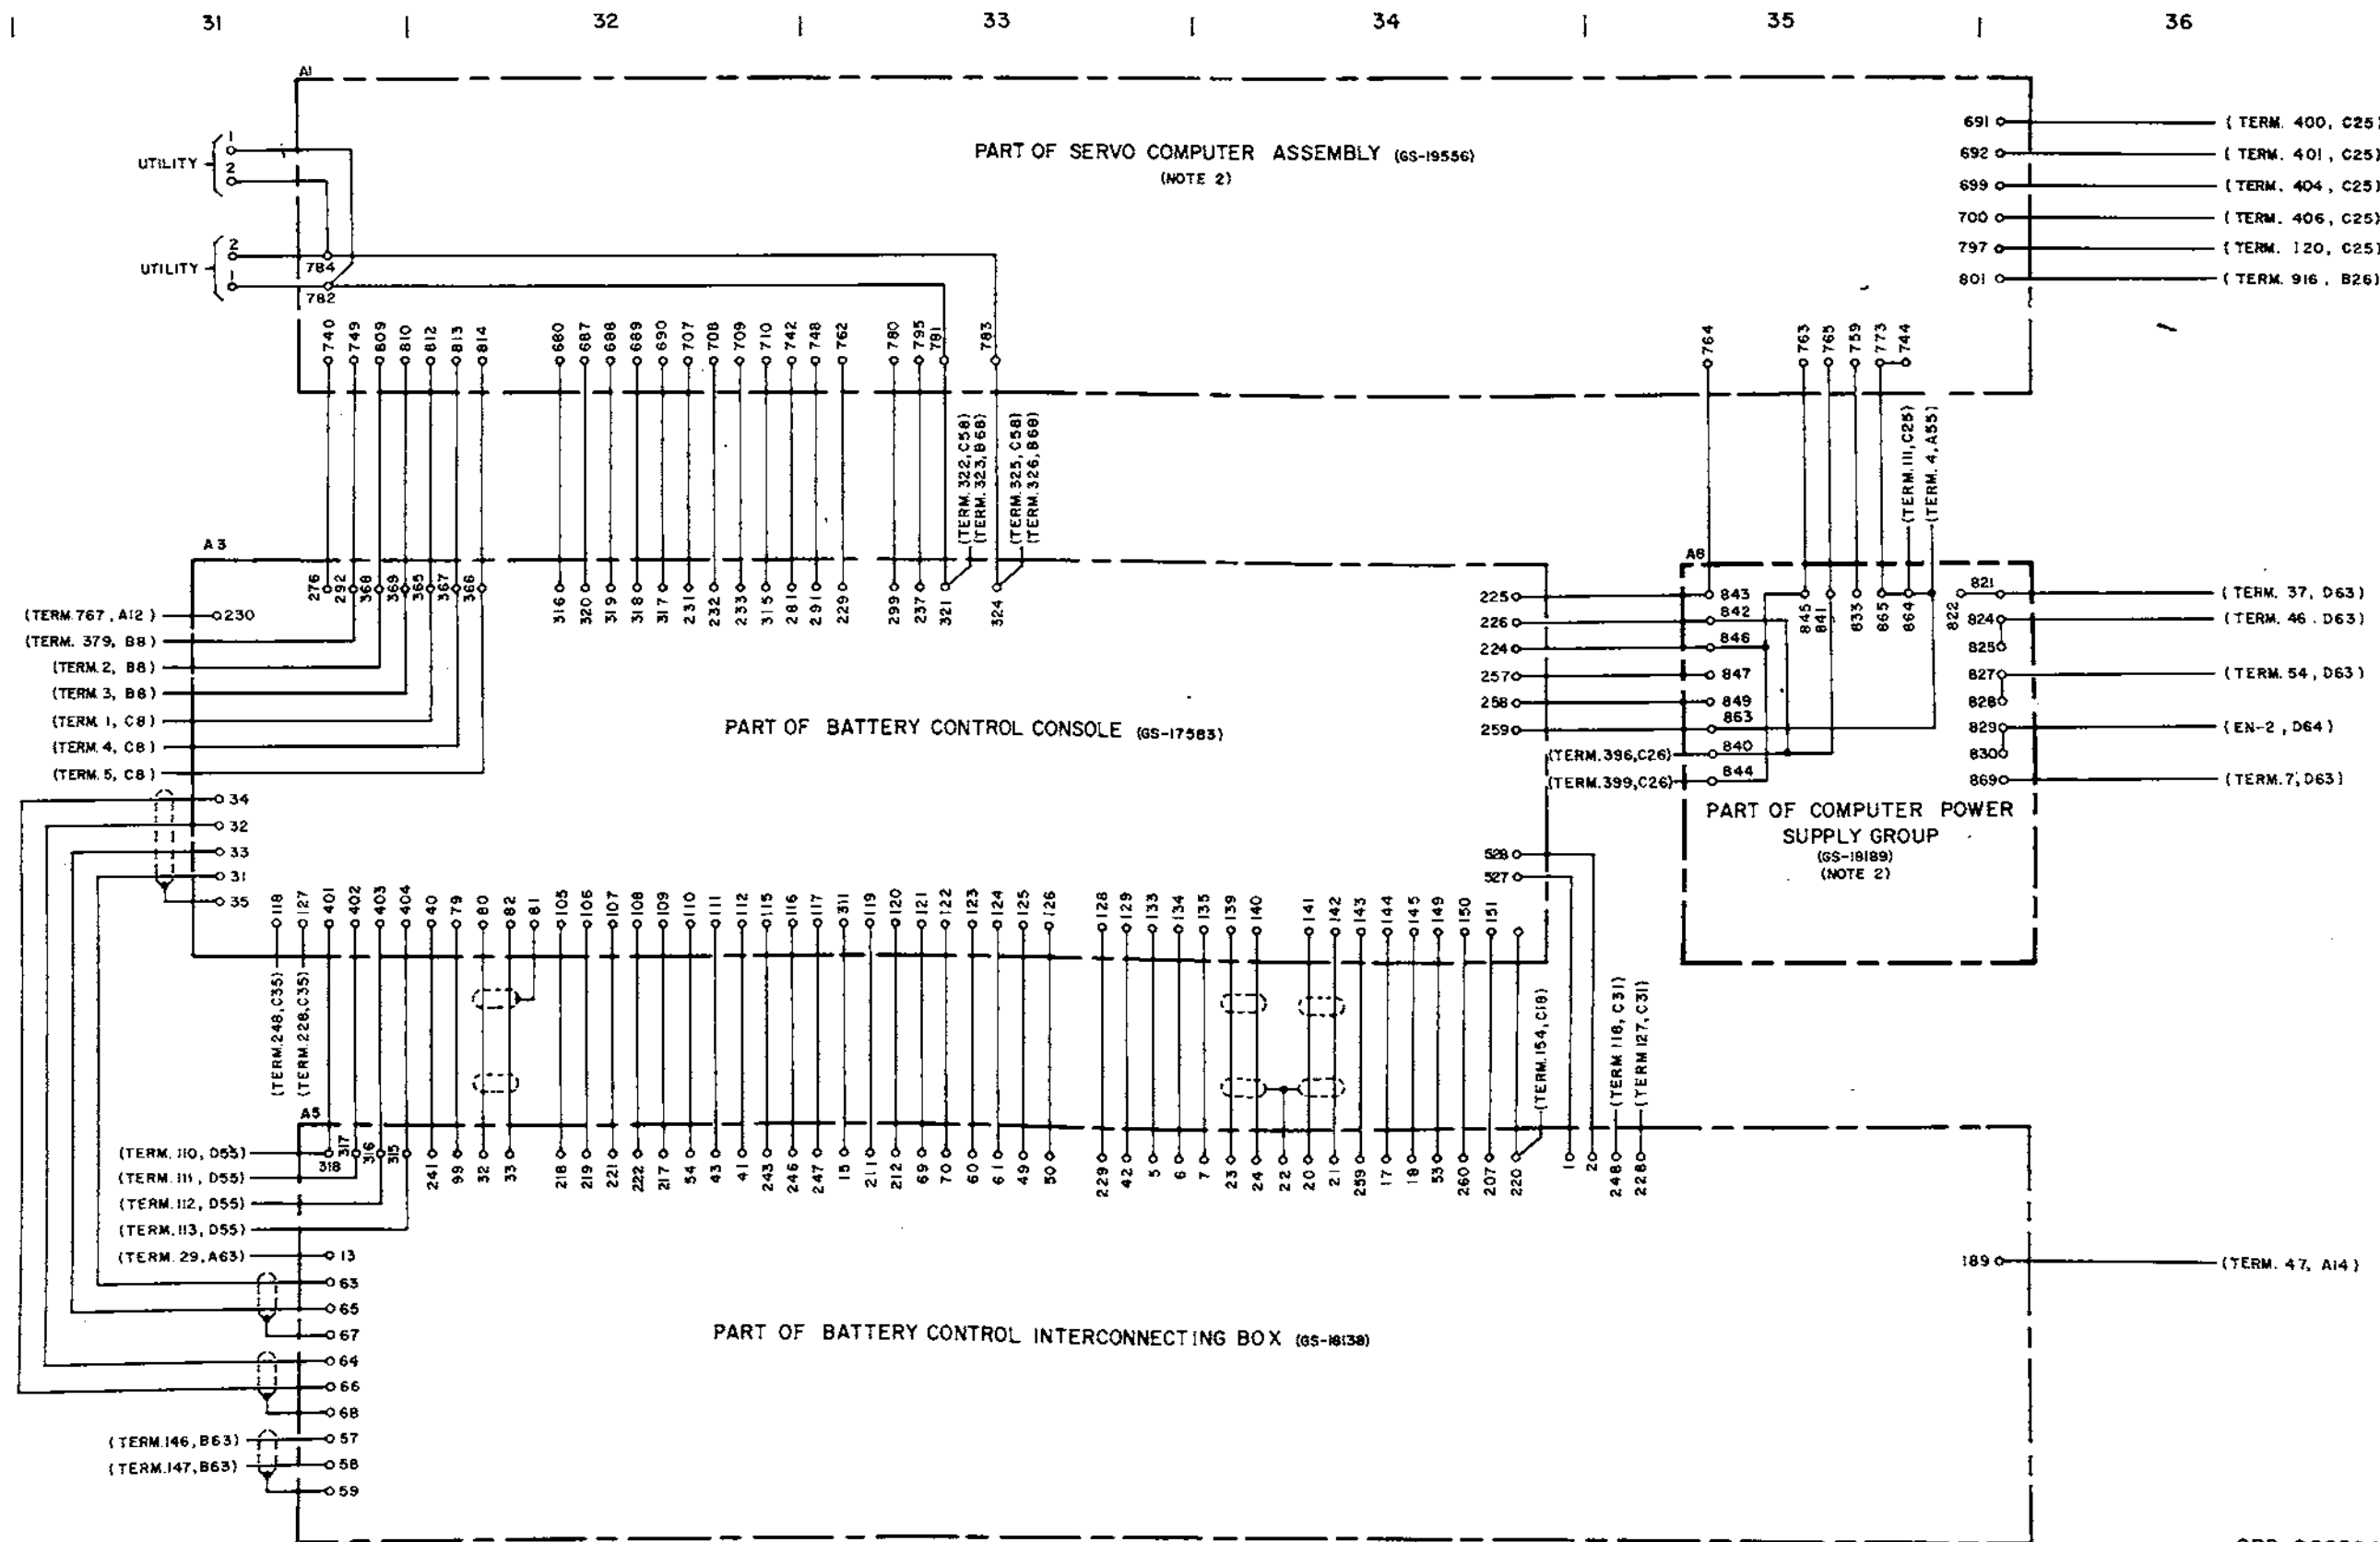 31 32 33 34 35 36
A1
PART OF SERVO COMPUTER ASSEMBLY (GS-19556)
(NOTE 2)
UTILITY 1 2
UTILITY 2 1
784
782
691 (TERM. 400, C25)
692 (TERM. 401, C25)
699 (TERM. 404, C25)
700 (TERM. 406, C25)
797 (TERM. 120, C25)
801 (TERM. 916, B26)
740 749 809 810 812 813 814 680 687 688 689 690 707 708 709 710 742 748 762 780 795 781 783 764 763 765 759 773 744
(TERM. 322, C58)
(TERM. 323, B68)
(TERM. 325, C58)
(TERM. 326, B68)
(TERM. 111, C25)
(TERM. 4, A55)
A3
276 292 368 369 365 367 366 316 320 319 318 317 231 232 233 315 281 291 229 299 237 321 324
(TERM. 767, A12) 230
(TERM. 379, B8)
(TERM. 2, B8)
(TERM. 3, B8)
(TERM. 1, C8)
(TERM. 4, C8)
(TERM. 5, C8)
34
32
33
31
35
PART OF BATTERY CONTROL CONSOLE (GS-17583)
225
226
224
257
258
259
(TERM. 396, C26)
(TERM. 399, C26)
528
527
A6
843
842
846
847
849
863
840
844
845 841 833 865 864 822
821 (TERM. 37, D63)
824 (TERM. 46. D63)
825
827 (TERM. 54, D63)
828
829 (EN-2, D64)
830
869 (TERM. 7, D63)
PART OF COMPUTER POWER
SUPPLY GROUP
(GS-18189)
(NOTE 2)
118 127 401 402 403 404 40 79 80 82 81 105 106 107 108 109 110 111 112 115 116 117 311 119 120 121 122 123 124 125 126 128 129 133 134 135 139 140 141 142 143 144 145 149 150 151
(TERM. 248, C35)
(TERM. 228, C35)
(TERM. 154, C18)
(TERM 118, C31)
(TERM 127, C31)
A5
318 317 316 315 241 99 32 33 218 219 221 222 217 54 43 41 243 246 247 15 211 212 69 70 60 61 49 50 229 42 5 6 7 23 24 22 20 21 259 17 18 53 260 207 220 1 2 248 228
(TERM. 110, D55)
(TERM. 111, D55)
(TERM. 112, D55)
(TERM. 113, D55)
(TERM. 29, A63) 13
63
65
67
64
66
68
(TERM. 146, B63) 57
(TERM. 147, B63) 58
59
PART OF BATTERY CONTROL INTERCONNECTING BOX (GS-18138)
189 (TERM. 47, A14)